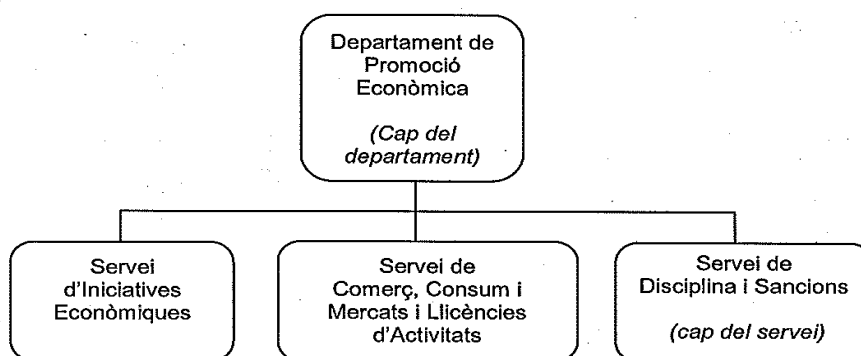 Departament de
Promoció
Econòmica
(Cap del
departament)
Servei
d'Iniciatives
Econòmiques
Servei de
Comerç, Consum i
Mercats i Llicències
d'Activitats
Servei de
Disciplina i Sancions
(cap del servei)